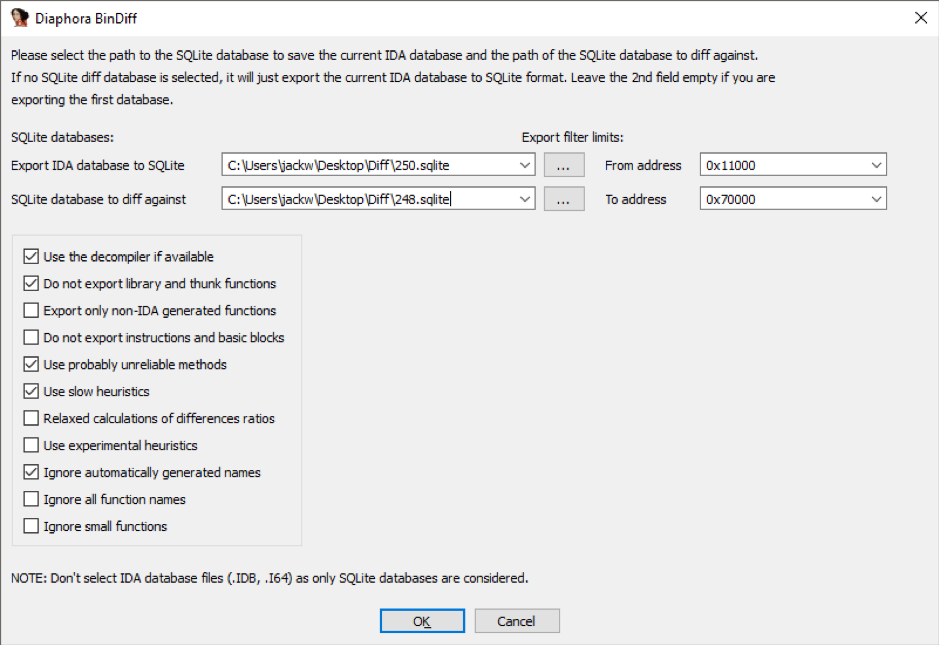 Diaphora BinDiff
Please select the path to the SQLite database to save the current IDA database and the path of the SQLite database to diff against.
If no SQLite diff database is selected, it will just export the current IDA database to SQLite format. Leave the 2nd field empty if you are
exporting the first database.
SQLite databases: Export filter limits:
Export IDA database to SQLite C:\Users\jackw\Desktop\Diff\250.sqlite ... From address 0x11000
SQLite database to diff against C:\Users\jackw\Desktop\Diff\248.sqlite ... To address 0x70000
Use the decompiler if available
Do not export library and thunk functions
Export only non-IDA generated functions
Do not export instructions and basic blocks
Use probably unreliable methods
Use slow heuristics
Relaxed calculations of differences ratios
Use experimental heuristics
Ignore automatically generated names
Ignore all function names
Ignore small functions
NOTE: Don't select IDA database files (.IDB, .I64) as only SQLite databases are considered.
OK Cancel